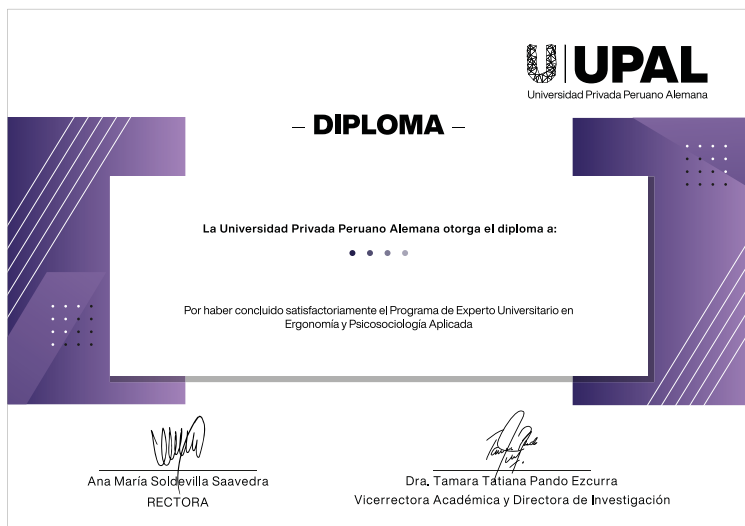 UPAL
Universidad Privada Peruano Alemana
– DIPLOMA –
La Universidad Privada Peruano Alemana otorga el diploma a:
Por haber concluido satisfactoriamente el Programa de Experto Universitario en
Ergonomía y Psicosociología Aplicada
Ana María Soldevilla Saavedra
RECTORA
Dra. Tamara Tatiana Pando Ezcurra
Vicerrectora Académica y Directora de Investigación